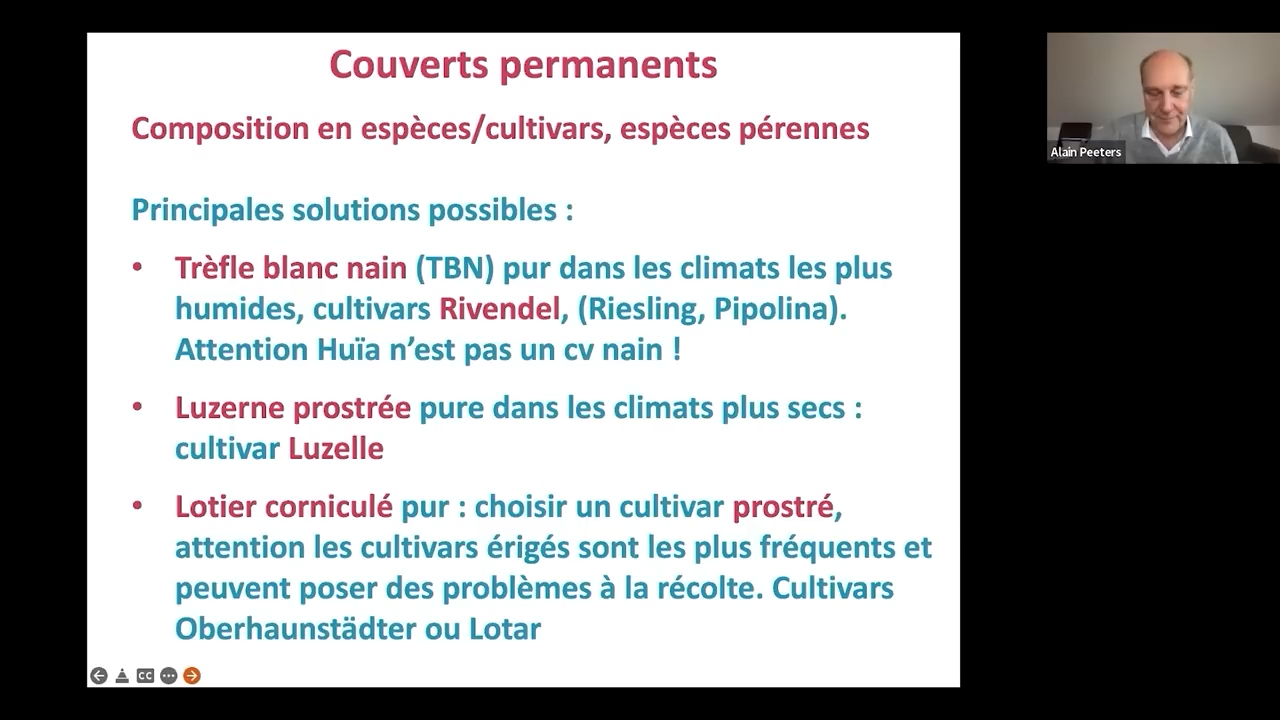 Couverts permanents
Composition en espèces/cultivars, espèces pérennes
Principales solutions possibles :
• Trèfle blanc nain (TBN) pur dans les climats les plus
humides, cultivars Rivendel, (Riesling, Pipolina).
Attention Huïa n'est pas un cv nain !
• Luzerne prostrée pure dans les climats plus secs :
cultivar Luzelle
• Lotier corniculé pur : choisir un cultivar prostré,
attention les cultivars érigés sont les plus fréquents et
peuvent poser des problèmes à la récolte. Cultivars
Oberhaunstädter ou Lotar
CC
Alain Peeters